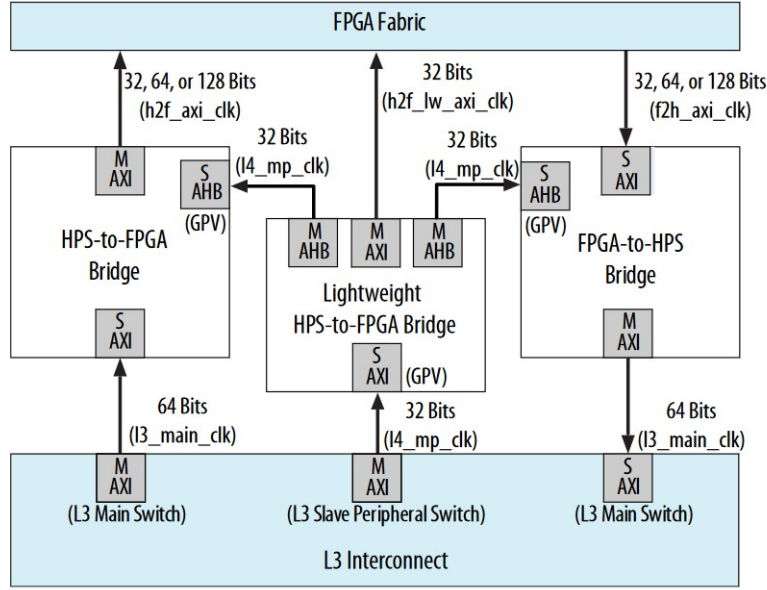 FPGA Fabric
32, 64, or 128 Bits
(h2f_axi_clk)
32 Bits
(h2f_lw_axi_clk)
32, 64, or 128 Bits
(f2h_axi_clk)
32 Bits
(l4_mp_clk)
32 Bits
(l4_mp_clk)
M
AXI
S
AHB
(GPV)
HPS-to-FPGA
Bridge
S
AXI
M
AHB
M
AXI
M
AHB
Lightweight
HPS-to-FPGA Bridge
S
AXI
(GPV)
S
AHB
(GPV)
S
AXI
FPGA-to-HPS
Bridge
M
AXI
64 Bits
(l3_main_clk)
32 Bits
(l4_mp_clk)
64 Bits
(l3_main_clk)
M
AXI
(L3 Main Switch)
M
AXI
(L3 Slave Peripheral Switch)
S
AXI
(L3 Main Switch)
L3 Interconnect